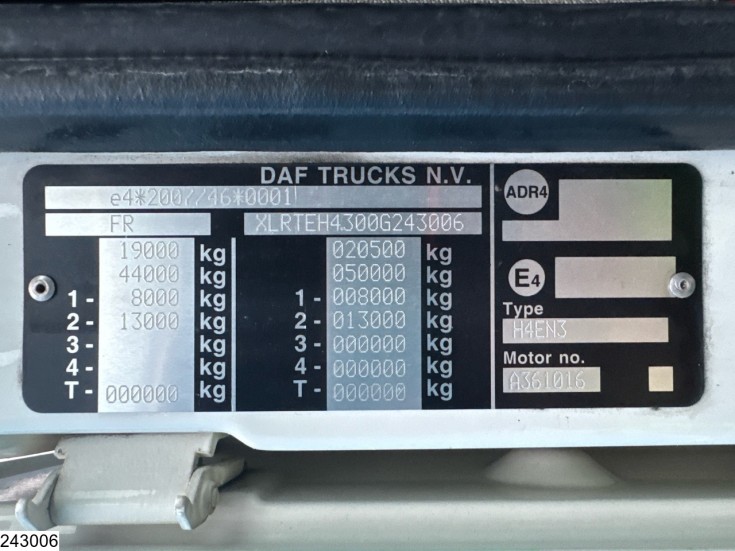 DAF TRUCKS N.V.
e4*2007/46*0001
FR XLRTEH4300G243006
19000 kg 020500 kg
44000 kg 050000 kg
1- 8000 kg 1- 008000 kg
2- 13000 kg 2- 013000 kg
3- kg 3- 000000 kg
4- kg 4- 000000 kg
T- 000000 kg T- 000000 kg
ADR4
E4
Type
H4EN3
Motor no.
A361016
243006